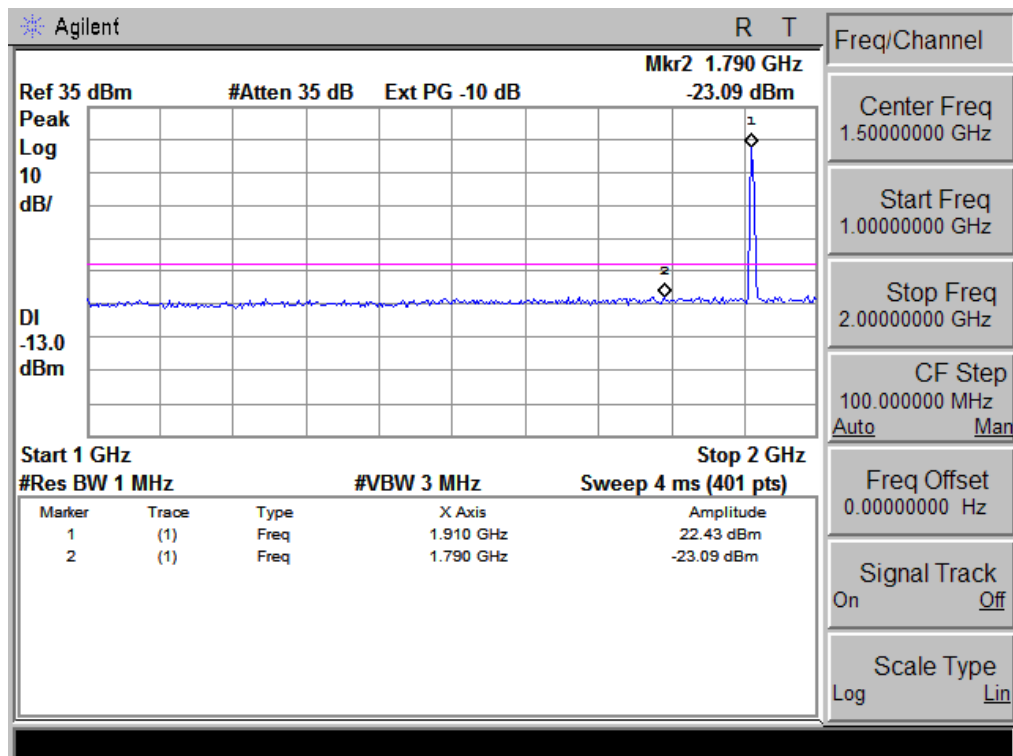 Agilent
R T
Mkr2 1.790 GHz
Ref 35 dBm #Atten 35 dB Ext PG -10 dB -23.09 dBm
Peak
Log
10
dB/
1
2
DI
-13.0
dBm
Start 1 GHz Stop 2 GHz
#Res BW 1 MHz #VBW 3 MHz Sweep 4 ms (401 pts)
Marker Trace Type X Axis Amplitude
1 (1) Freq 1.910 GHz 22.43 dBm
2 (1) Freq 1.790 GHz -23.09 dBm
Freq/Channel
Center Freq
1.50000000 GHz
Start Freq
1.00000000 GHz
Stop Freq
2.00000000 GHz
CF Step
100.000000 MHz
Auto Man
Freq Offset
0.00000000 Hz
Signal Track
On Off
Scale Type
Log Lin